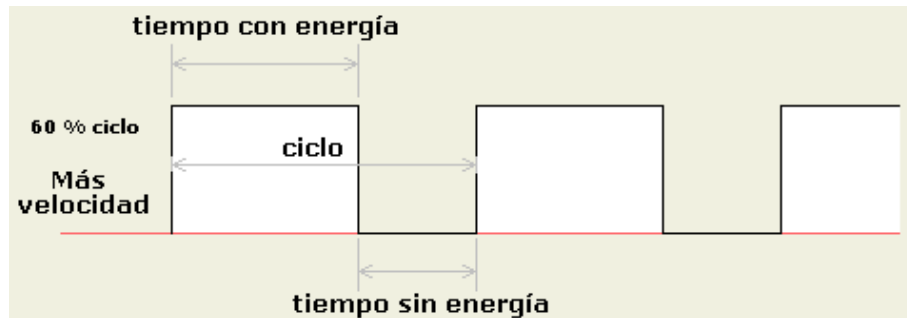 tiempo con energía
60 % ciclo
ciclo
Más
velocidad
tiempo sin energía